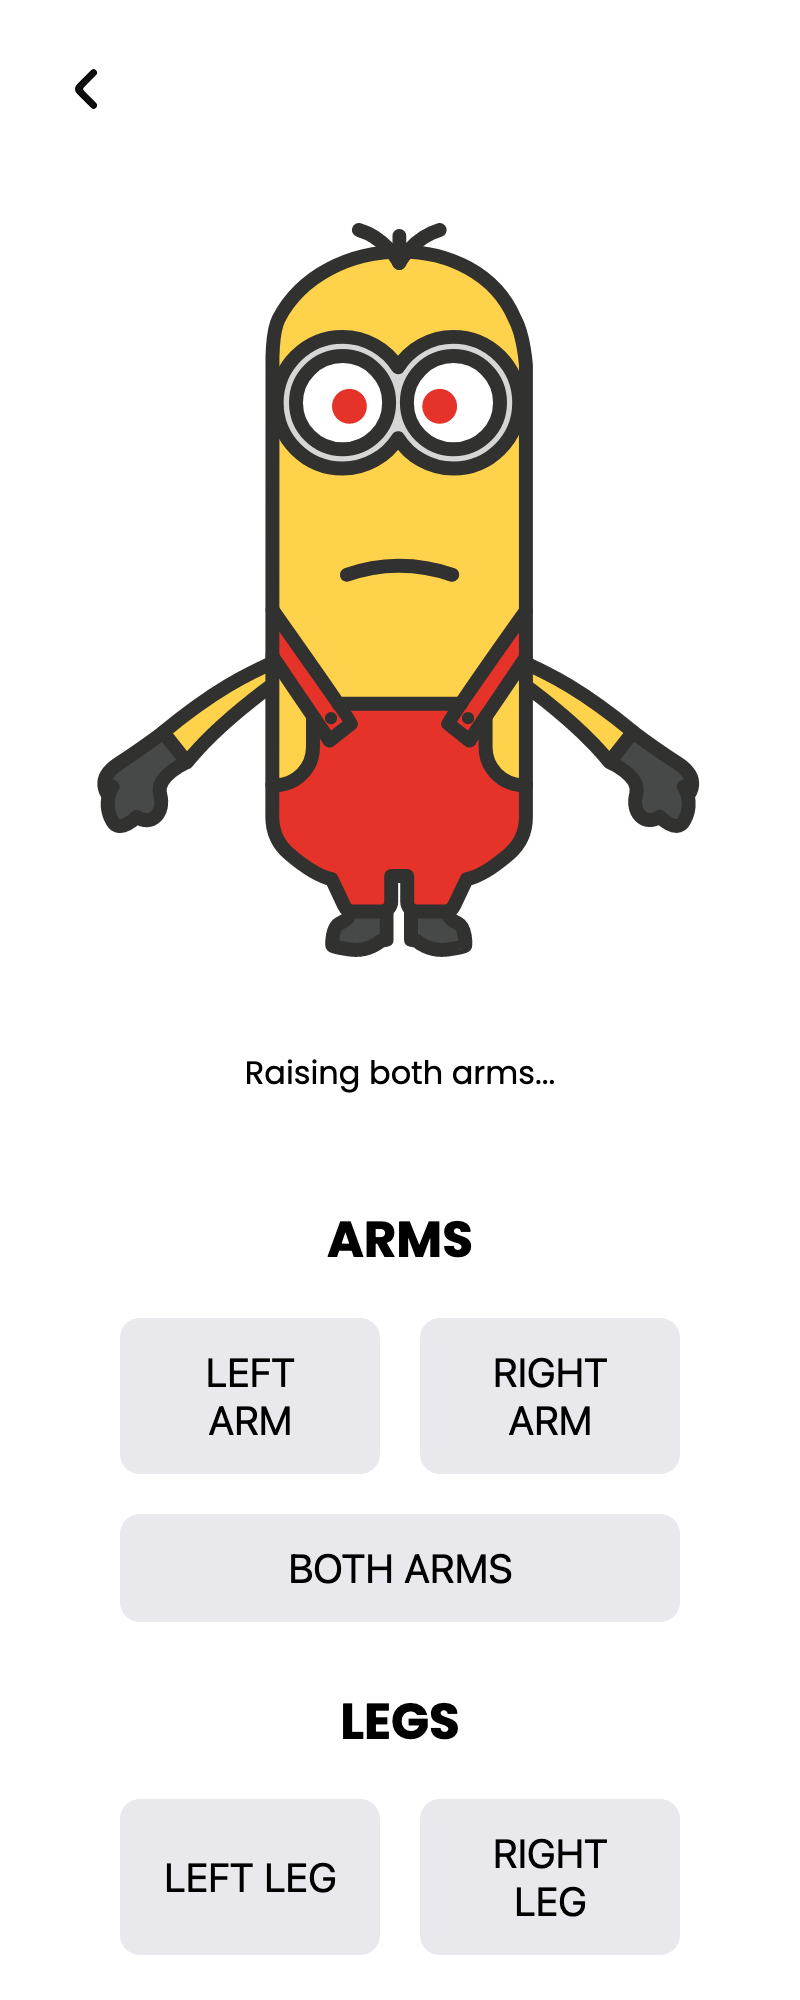 Raising both arms...
ARMS
LEFT
ARM
RIGHT
ARM
BOTH ARMS
LEGS
LEFT LEG
RIGHT
LEG